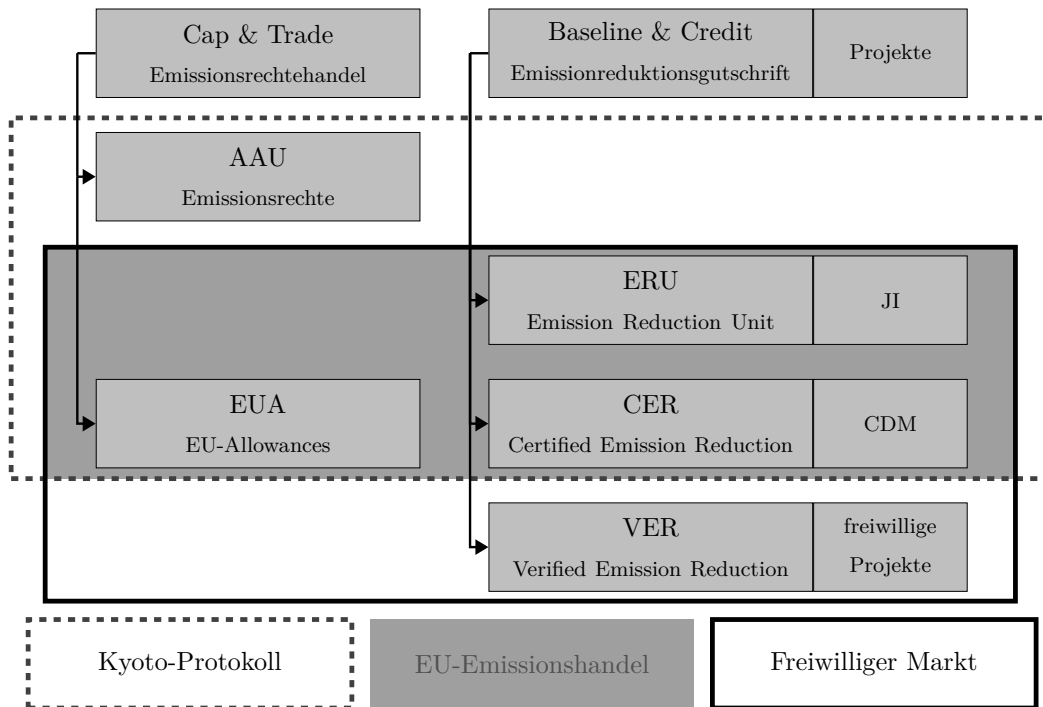 Cap & Trade
Emissionsrechtehandel
Baseline & Credit
Emissionreduktionsgutschrift
Projekte
AAU
Emissionsrechte
ERU
Emission Reduction Unit
JI
EUA
EU-Allowances
CER
Certified Emission Reduction
CDM
VER
Verified Emission Reduction
freiwillige
Projekte
Kyoto-Protokoll
EU-Emissionshandel
Freiwilliger Markt